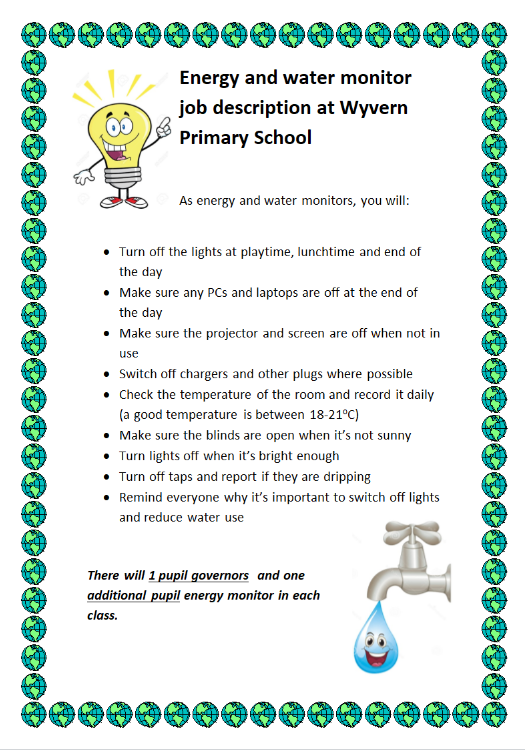 Energy and water monitor
job description at Wyvern
Primary School
As energy and water monitors, you will:
• Turn off the lights at playtime, lunchtime and end of
the day
• Make sure any PCs and laptops are off at the end of
the day
• Make sure the projector and screen are off when not in
use
• Switch off chargers and other plugs where possible
• Check the temperature of the room and record it daily
(a good temperature is between 18-21ºC)
• Make sure the blinds are open when it’s not sunny
• Turn lights off when it’s bright enough
• Turn off taps and report if they are dripping
• Remind everyone why it’s important to switch off lights
and reduce water use
There will 1 pupil governors and one
additional pupil energy monitor in each
class.